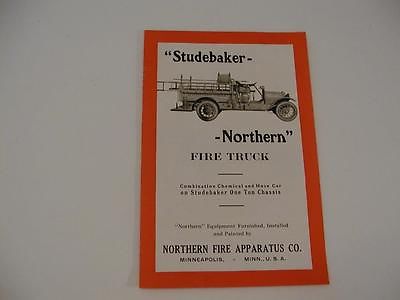 "Studebaker-
-Northern"
FIRE TRUCK
Combination Chemical and Hose Car
on Studebaker One Ton Chassis
"Northern" Equipment Furnished, Installed
and Painted by
NORTHERN FIRE APPARATUS CO.
MINNEAPOLIS, - MINN., U. S. A.